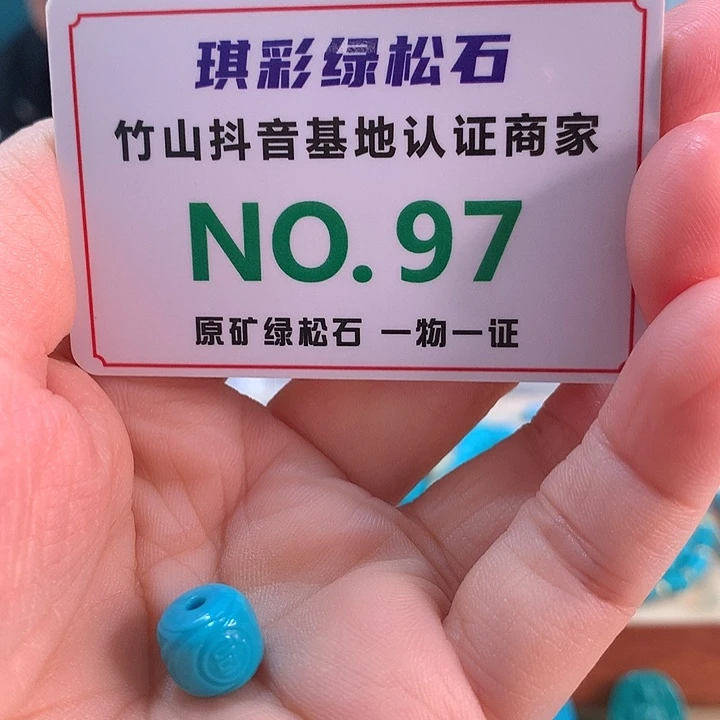 琪彩绿松石
竹山抖音基地认证商家
NO.97
原矿绿松石 一物一证